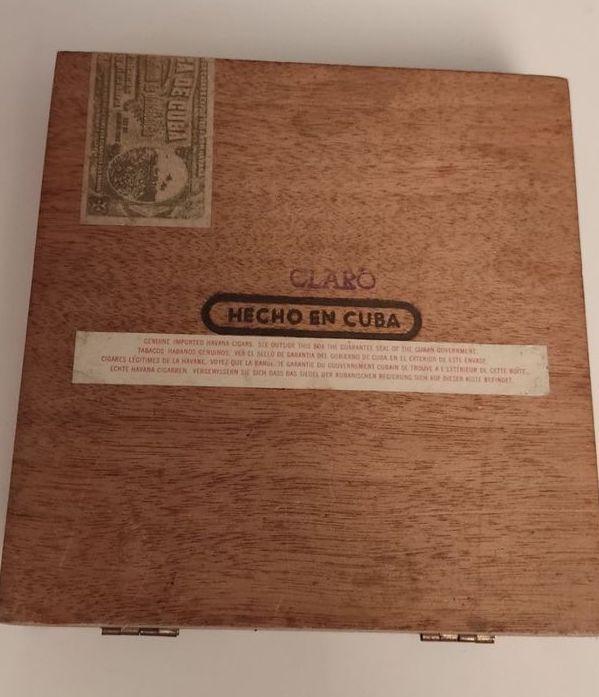 A DE CUBA
CLARO
HECHO EN CUBA
GENUINE IMPORTED HAVANA CIGARS. SEE OUTSIDE THIS BOX THE GUARANTEE SEAL OF THE CUBAN GOVERNMENT.
TABACOS HABANOS GENUINOS. VER EL SELLO DE GARANTIA DEL GOBIERNO DE CUBA EN EL EXTERIOR DE ESTE ENVASE.
CIGARES LÉGITIMES DE LA HAVANE. VOYEZ QUE LA BANDE DE GARANTIE DU GOUVERNEMENT CUBAIN SE TROUVE A L'EXTÉRIEUR DE CETTE BOÎTE.
ECHTE HAVANA CIGARREN. VERGEWISSERN SIE SICH DASS DAS SIEGEL DER KUBANISCHEN REGIERUNG SICH AUF DIESER KISTE BEFINDET.